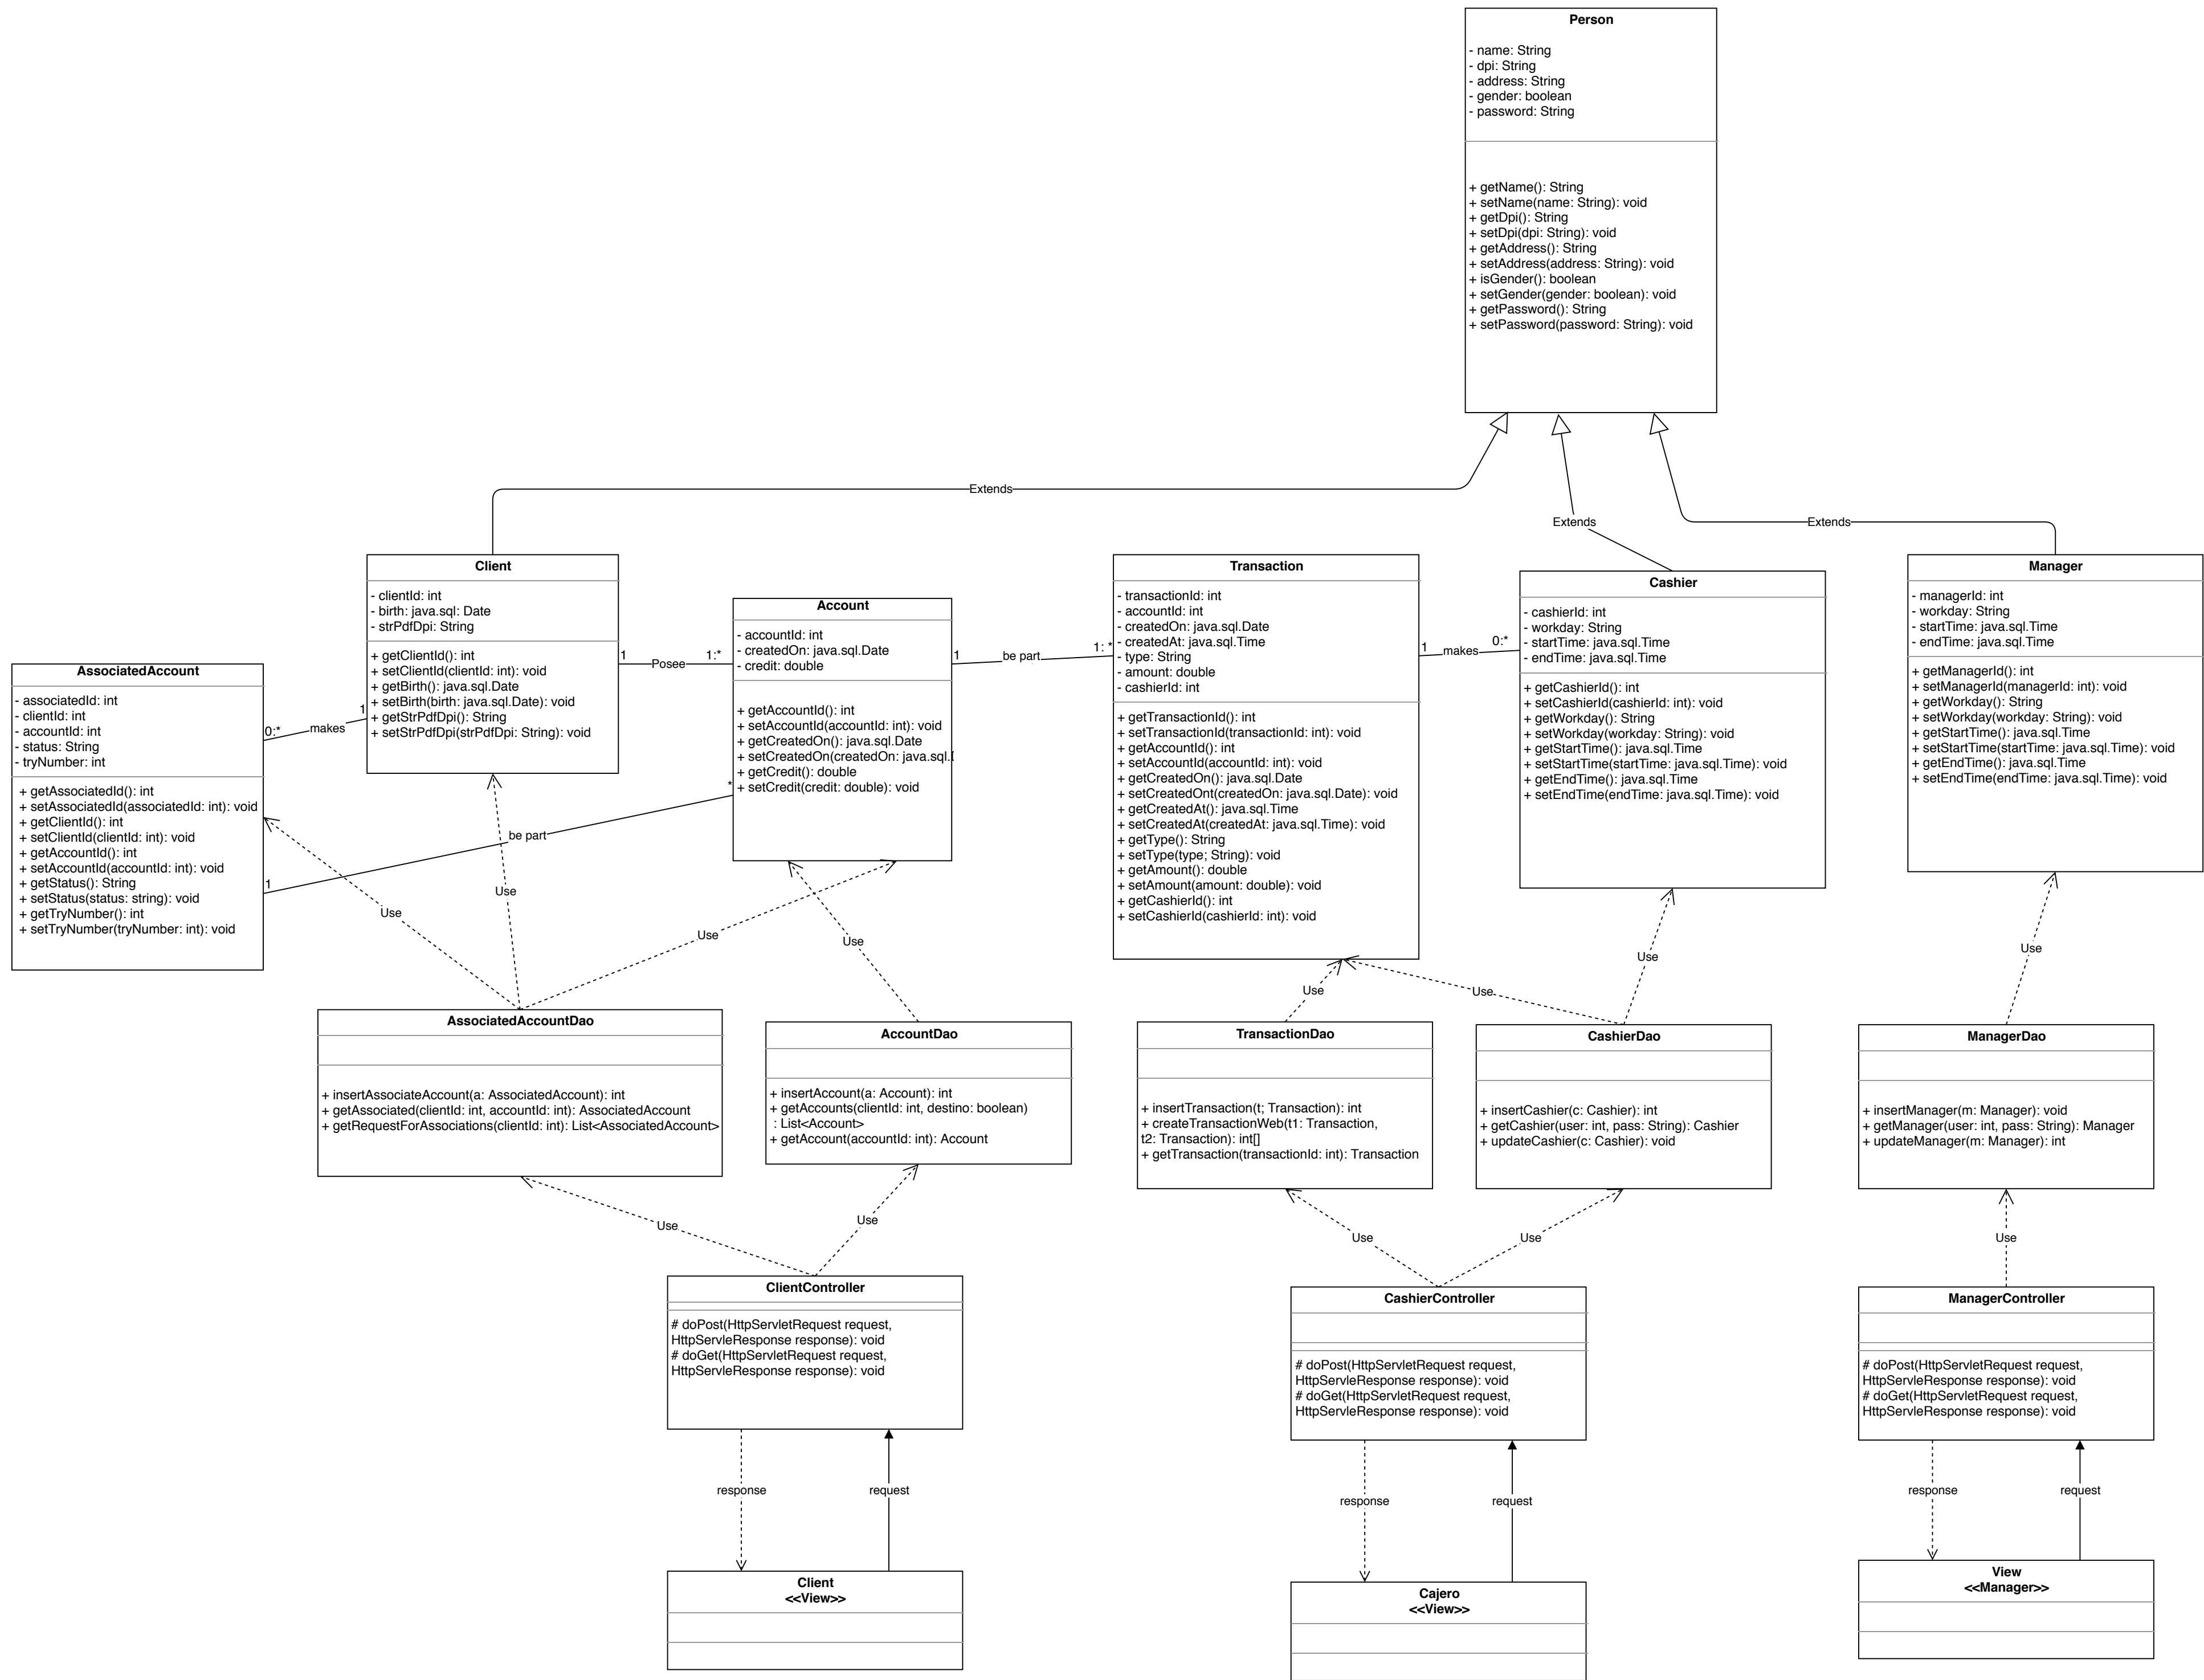 Person
- name: String
- dpi: String
- address: String
- gender: boolean
- password: String
+ getName(): String
+ setName(name: String): void
+ getDpi(): String
+ setDpi(dpi: String): void
+ getAddress(): String
+ setAddress(address: String): void
+ isGender(): boolean
+ setGender(gender: boolean): void
+ getPassword(): String
+ setPassword(password: String): void
Extends
Extends
Extends
Client
- clientId: int
- birth: java.sql: Date
- strPdfDpi: String
+ getClientId(): int
+ setClientId(clientId: int): void
+ getBirth(): java.sql.Date
+ setBirth(birth: java.sql.Date): void
+ getStrPdfDpi(): String
+ setStrPdfDpi(strPdfDpi: String): void
1
Posee
1:*
Account
- accountId: int
- createdOn: java.sql.Date
- credit: double
+ getAccountId(): int
+ setAccountId(accountId: int): void
+ getCreatedOn(): java.sql.Date
+ setCreatedOn(createdOn: java.sql.
+ getCredit(): double
+ setCredit(credit: double): void
1
be part
1: *
Transaction
- transactionId: int
- accountId: int
- createdOn: java.sql.Date
- createdAt: java.sql.Time
- type: String
- amount: double
- cashierId: int
+ getTransactionId(): int
+ setTransactionId(transactionId: int): void
+ getAccountId(): int
+ setAccountId(accountId: int): void
+ getCreatedOn(): java.sql.Date
+ setCreatedOnt(createdOn: java.sql.Date): void
+ getCreatedAt(): java.sql.Time
+ setCreatedAt(createdAt: java.sql.Time): void
+ getType(): String
+ setType(type; String): void
+ getAmount(): double
+ setAmount(amount: double): void
+ getCashierId(): int
+ setCashierId(cashierId: int): void
1
makes
0:*
Cashier
- cashierId: int
- workday: String
- startTime: java.sql.Time
- endTime: java.sql.Time
+ getCashierId(): int
+ setCashierId(cashierId: int): void
+ getWorkday(): String
+ setWorkday(workday: String): void
+ getStartTime(): java.sql.Time
+ setStartTime(startTime: java.sql.Time): void
+ getEndTime(): java.sql.Time
+ setEndTime(endTime: java.sql.Time): void
Manager
- managerId: int
- workday: String
- startTime: java.sql.Time
- endTime: java.sql.Time
+ getManagerId(): int
+ setManagerId(managerId: int): void
+ getWorkday(): String
+ setWorkday(workday: String): void
+ getStartTime(): java.sql.Time
+ setStartTime(startTime: java.sql.Time): void
+ getEndTime(): java.sql.Time
+ setEndTime(endTime: java.sql.Time): void
AssociatedAccount
- associatedId: int
- clientId: int
- accountId: int
- status: String
- tryNumber: int
+ getAssociatedId(): int
+ setAssociatedId(associatedId: int): void
+ getClientId(): int
+ setClientId(clientId: int): void
+ getAccountId(): int
+ setAccountId(accountId: int): void
+ getStatus(): String
+ setStatus(status: string): void
+ getTryNumber(): int
+ setTryNumber(tryNumber: int): void
0:*
makes
1
1
be part
*
Use
Use
Use
Use
Use
Use
Use
Use
AssociatedAccountDao
+ insertAssociateAccount(a: AssociatedAccount): int
+ getAssociated(clientId: int, accountId: int): AssociatedAccount
+ getRequestForAssociations(clientId: int): List<AssociatedAccount>
AccountDao
+ insertAccount(a: Account): int
+ getAccounts(clientId: int, destino: boolean)
: List<Account>
+ getAccount(accountId: int): Account
TransactionDao
+ insertTransaction(t; Transaction): int
+ createTransactionWeb(t1: Transaction,
t2: Transaction): int[]
+ getTransaction(transactionId: int): Transaction
CashierDao
+ insertCashier(c: Cashier): int
+ getCashier(user: int, pass: String): Cashier
+ updateCashier(c: Cashier): void
ManagerDao
+ insertManager(m: Manager): void
+ getManager(user: int, pass: String): Manager
+ updateManager(m: Manager): int
Use
Use
Use
Use
Use
ClientController
# doPost(HttpServletRequest request,
HttpServleResponse response): void
# doGet(HttpServletRequest request,
HttpServleResponse response): void
CashierController
# doPost(HttpServletRequest request,
HttpServleResponse response): void
# doGet(HttpServletRequest request,
HttpServleResponse response): void
ManagerController
# doPost(HttpServletRequest request,
HttpServleResponse response): void
# doGet(HttpServletRequest request,
HttpServleResponse response): void
response
request
response
request
response
request
Client
<<View>>
Cajero
<<View>>
View
<<Manager>>